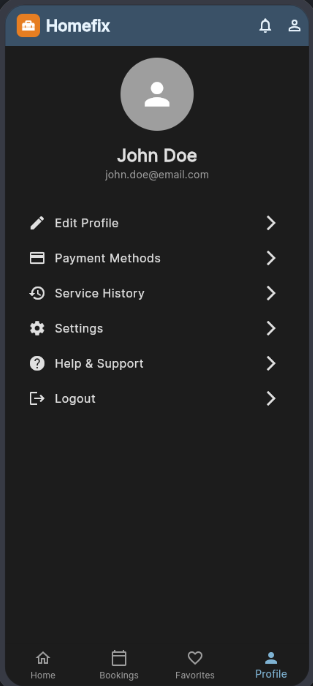 Homefix
John Doe
john.doe@email.com
Edit Profile
Payment Methods
Service History
Settings
Help & Support
Logout
Home Bookings Favorites Profile